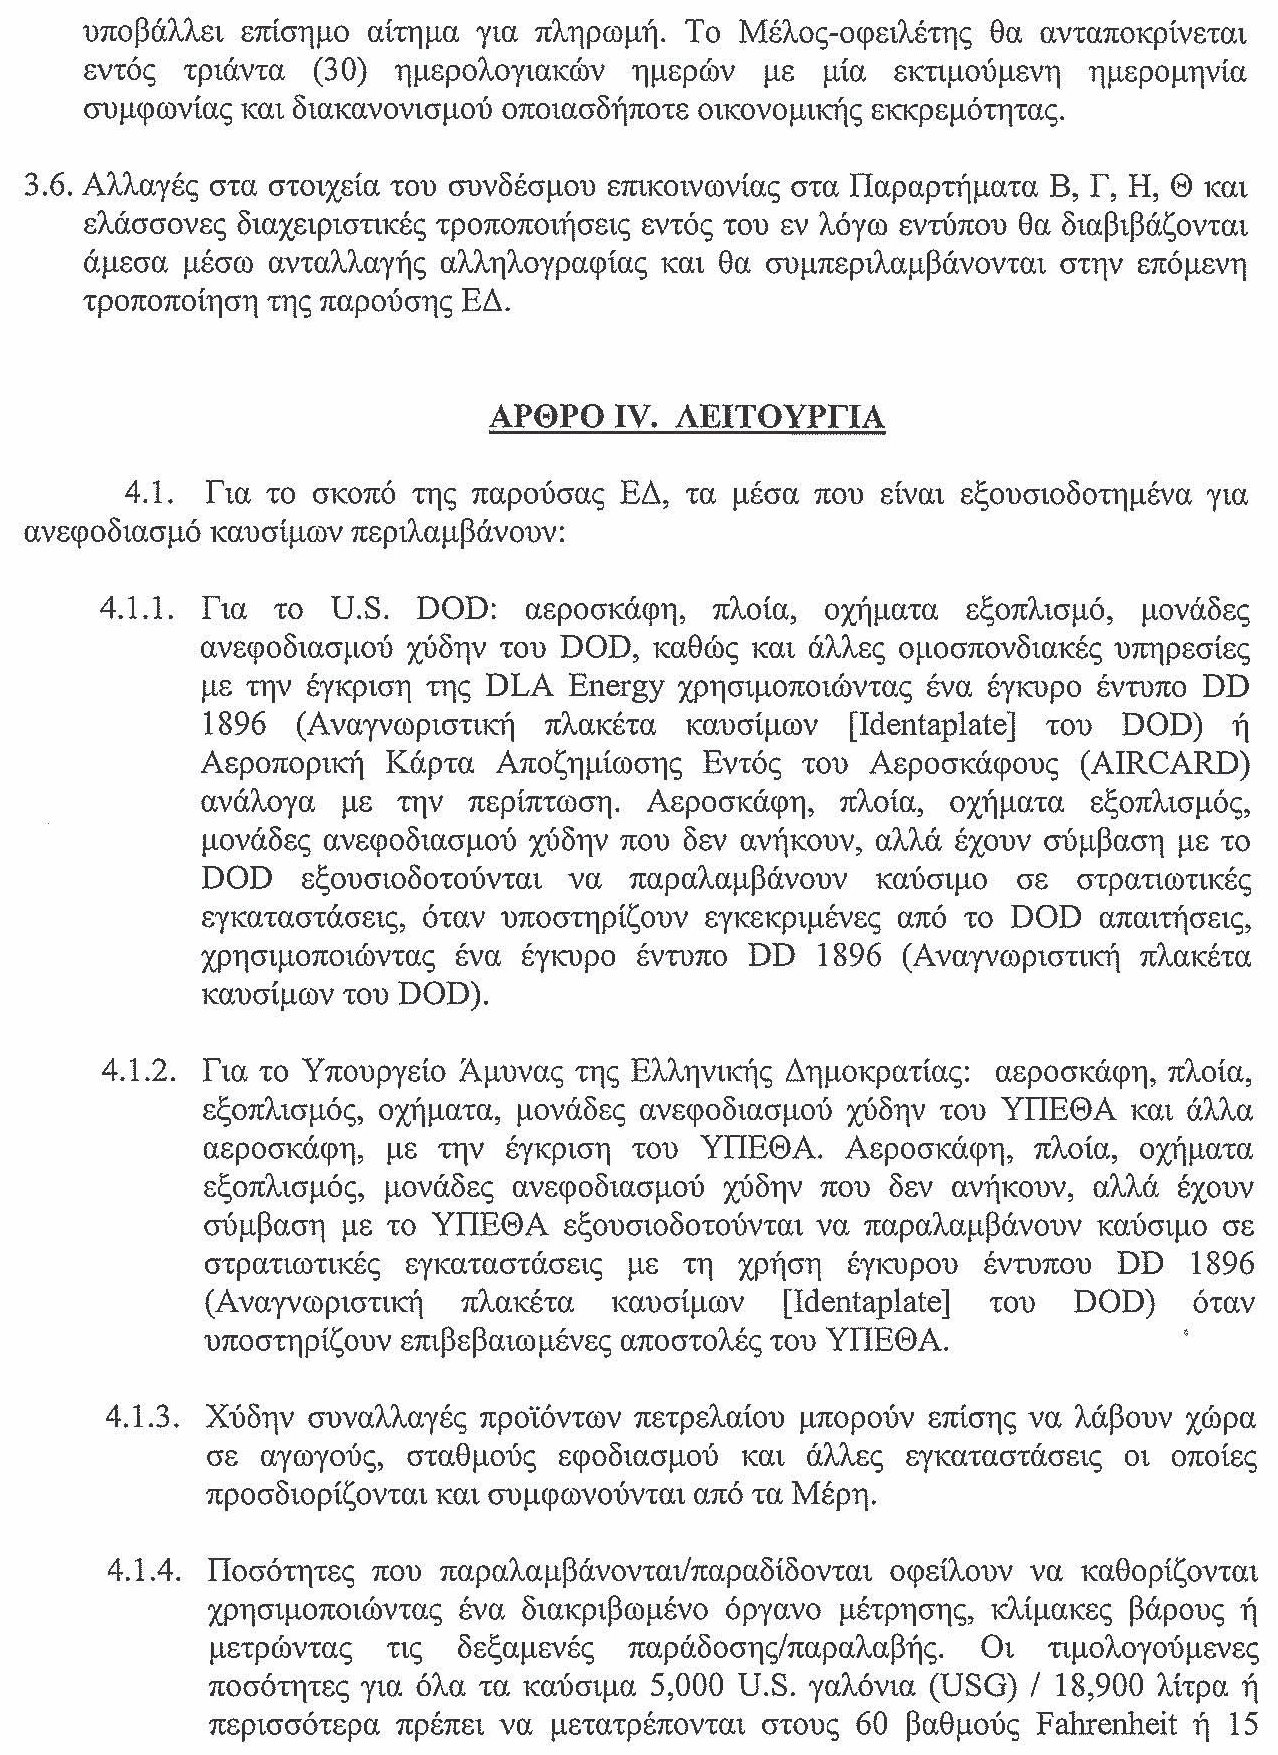 υποβάλλει επίσημο αίτημα για πληρωμή. Το Μέλος-οφειλέτης θα ανταποκρίνεται
εντός τριάντα (30) ημερολογιακών ημερών με μία εκτιμούμενη ημερομηνία
συμφωνίας και διακανονισμού οποιασδήποτε οικονομικής εκκρεμότητας.
3.6. Αλλαγές στα στοιχεία του συνδέσμου επικοινωνίας στα Παραρτήματα Β, Γ, Η, Θ και
ελάσσονες διαχειριστικές τροποποιήσεις εντός του εν λόγω εντύπου θα διαβιβάζονται
άμεσα μέσω ανταλλαγής αλληλογραφίας και θα συμπεριλαμβάνονται στην επόμενη
τροποποίηση της παρούσης ΕΔ.
ΑΡΘΡΟ IV. ΛΕΙΤΟΥΡΓΙΑ
4.1. Για το σκοπό της παρούσας ΕΔ, τα μέσα που είναι εξουσιοδοτημένα για
ανεφοδιασμό καυσίμων περιλαμβάνουν:
4.1.1. Για το U.S. DOD: αεροσκάφη, πλοία, οχήματα εξοπλισμό, μονάδες
ανεφοδιασμού χύδην του DOD, καθώς και άλλες ομοσπονδιακές υπηρεσίες
με την έγκριση της DLA Energy χρησιμοποιώντας ένα έγκυρο έντυπο DD
1896 (Αναγνωριστική πλακέτα καυσίμων [Identaplate] του DOD) ή
Αεροπορική Κάρτα Αποζημίωσης Εντός του Αεροσκάφους (AIRCARD)
ανάλογα με την περίπτωση. Αεροσκάφη, πλοία, οχήματα εξοπλισμός,
μονάδες ανεφοδιασμού χύδην που δεν ανήκουν, αλλά έχουν σύμβαση με το
DOD εξουσιοδοτούνται να παραλαμβάνουν καύσιμο σε στρατιωτικές
εγκαταστάσεις, όταν υποστηρίζουν εγκεκριμένες από το DOD απαιτήσεις,
χρησιμοποιώντας ένα έγκυρο έντυπο DD 1896 (Αναγνωριστική πλακέτα
καυσίμων του DOD).
4.1.2. Για το Υπουργείο Άμυνας της Ελληνικής Δημοκρατίας: αεροσκάφη, πλοία,
εξοπλισμός, οχήματα, μονάδες ανεφοδιασμού χύδην του ΥΠΕΘΑ και άλλα
αεροσκάφη, με την έγκριση του ΥΠΕΘΑ. Αεροσκάφη, πλοία, οχήματα
εξοπλισμός, μονάδες ανεφοδιασμού χύδην που δεν ανήκουν, αλλά έχουν
σύμβαση με το ΥΠΕΘΑ εξουσιοδοτούνται να παραλαμβάνουν καύσιμο σε
στρατιωτικές εγκαταστάσεις με τη χρήση έγκυρου έντυπου DD 1896
(Αναγνωριστική πλακέτα καυσίμων [Identaplate] του DOD) όταν
υποστηρίζουν επιβεβαιωμένες αποστολές του ΥΠΕΘΑ.
4.1.3. Χύδην συναλλαγές προϊόντων πετρελαίου μπορούν επίσης να λάβουν χώρα
σε αγωγούς, σταθμούς εφοδιασμού και άλλες εγκαταστάσεις οι οποίες
προσδιορίζονται και συμφωνούνται από τα Μέρη.
4.1.4. Ποσότητες που παραλαμβάνονται/παραδίδονται οφείλουν να καθορίζονται
χρησιμοποιώντας ένα διακριβωμένο όργανο μέτρησης, κλίμακες βάρους ή
μετρώντας τις δεξαμενές παράδοσης/παραλαβής. Οι τιμολογούμενες
ποσότητες για όλα τα καύσιμα 5,000 U.S. γαλόνια (USG) / 18,900 λίτρα ή
περισσότερα πρέπει να μετατρέπονται στους 60 βαθμούς Fahrenheit ή 15